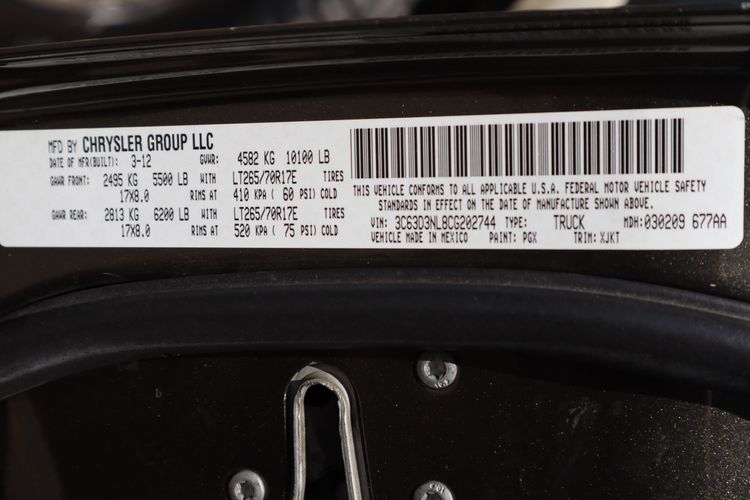 MFD BY CHRYSLER GROUP LLC
DATE OF MFR(BUILT): 3-12 GVWR: 4582 KG 10100 LB
GAWR FRONT: 2495 KG 5500 LB WITH LT265/70R17E TIRES
17X8.0 RIMS AT 410 KPA ( 60 PSI) COLD
GAWR REAR: 2813 KG 6200 LB WITH LT265/70R17E TIRES
17X8.0 RIMS AT 520 KPA ( 75 PSI) COLD
THIS VEHICLE CONFORMS TO ALL APPLICABLE U.S.A. FEDERAL MOTOR VEHICLE SAFETY
STANDARDS IN EFFECT ON THE DATE OF MANUFACTURE SHOWN ABOVE.
VIN: 3C63D3NL8CG202744 TYPE: TRUCK MDH: 030209 677AA
VEHICLE MADE IN MEXICO PAINT: PGX TRIM: XJKT